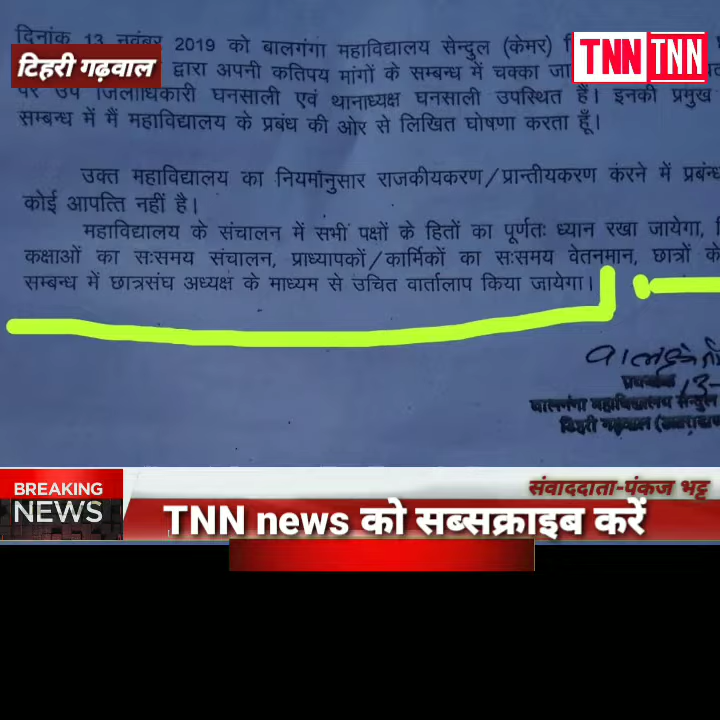 दिनांक 13 नवंबर 2019 को बालगंगा महाविद्यालय सेन्दुल (केमर)
TNN TNN
टिहरी गढ़वाल
द्वारा अपनी कतिपय मांगों के सम्बन्ध में चक्का जा
पर उप जिलाधिकारी घनसाली एवं थानाध्यक्ष घनसाली उपस्थित हैं। इनकी प्रमुख
सम्बन्ध में मैं महाविद्यालय के प्रबंध की ओर से लिखित घोषणा करता हूँ।
उक्त महाविद्यालय का नियमानुसार राजकीयकरण/प्रान्तीयकरण करने में प्रबंध
कोई आपत्ति नहीं है।
महाविद्यालय के संचालन में सभी पक्षों के हितों का पूर्णतः ध्यान रखा जायेगा,
कक्षाओं का सःसमय संचालन, प्राध्यापकों/कार्मिकों का सःसमय वेतनमान, छात्रों के
सम्बन्ध में छात्रसंघ अध्यक्ष के माध्यम से उचित वार्तालाप किया जायेगा।
13-
बालगंगा महाविद्यालय सेन्दुल
टिहरी गढ़वाल
संवाददाता-पंकज भट्ट
BREAKING
NEWS
TNN news को सब्सक्राइब करें